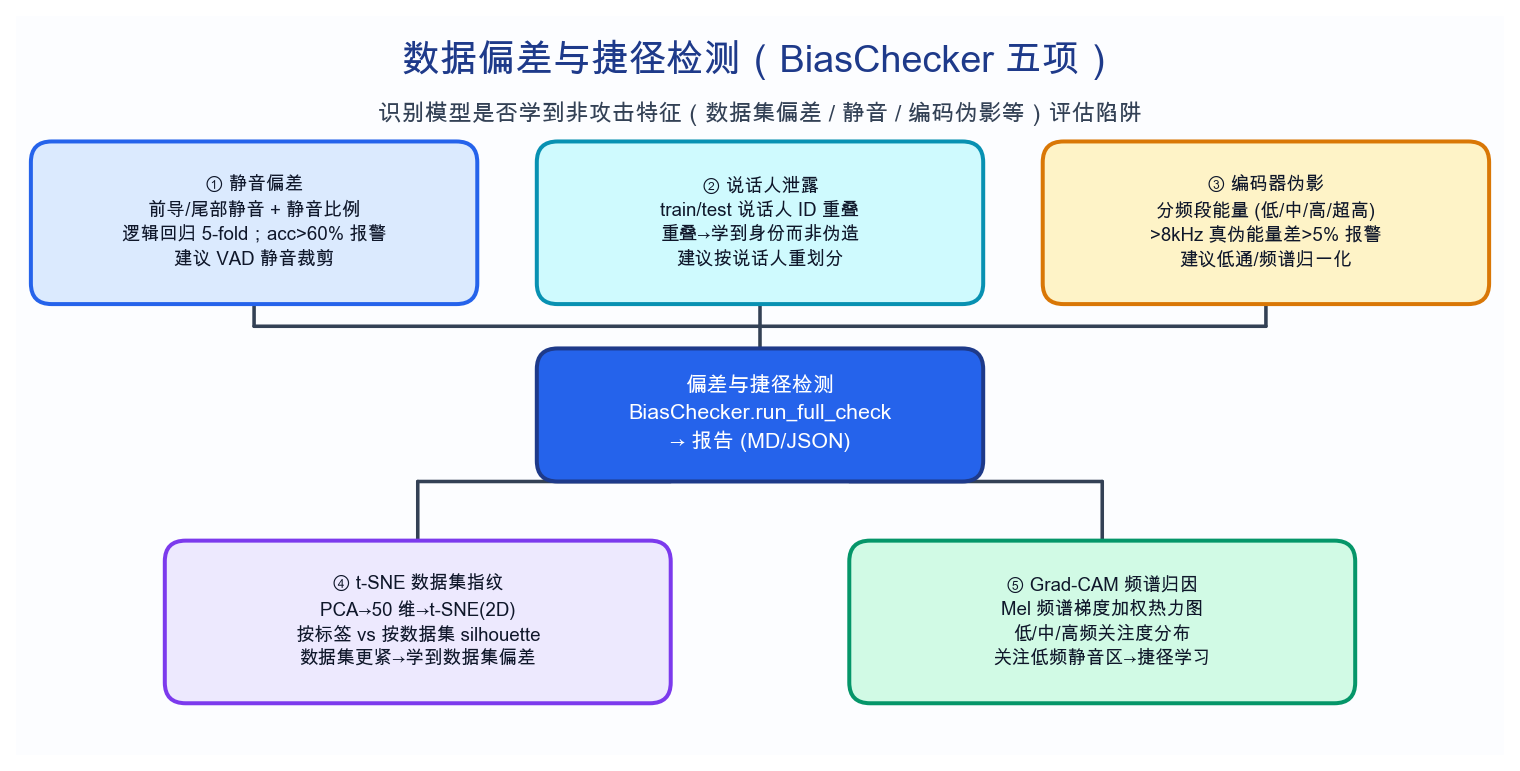 数据偏差与捷径检测（BiasChecker 五项）
识别模型是否学到非攻击特征（数据集偏差 / 静音 / 编码伪影等）评估陷阱
① 静音偏差
前导/尾部静音 + 静音比例
逻辑回归 5-fold；acc>60% 报警
建议 VAD 静音裁剪
② 说话人泄露
train/test 说话人 ID 重叠
重叠→学到身份而非伪造
建议按说话人重划分
③ 编码器伪影
分频段能量 (低/中/高/超高)
>8kHz 真伪能量差>5% 报警
建议低通/频谱归一化
偏差与捷径检测
BiasChecker.run_full_check
→ 报告 (MD/JSON)
④ t-SNE 数据集指纹
PCA→50 维→t-SNE(2D)
按标签 vs 按数据集 silhouette
数据集更紧→学到数据集偏差
⑤ Grad-CAM 频谱归因
Mel 频谱梯度加权热力图
低/中/高频关注度分布
关注低频静音区→捷径学习